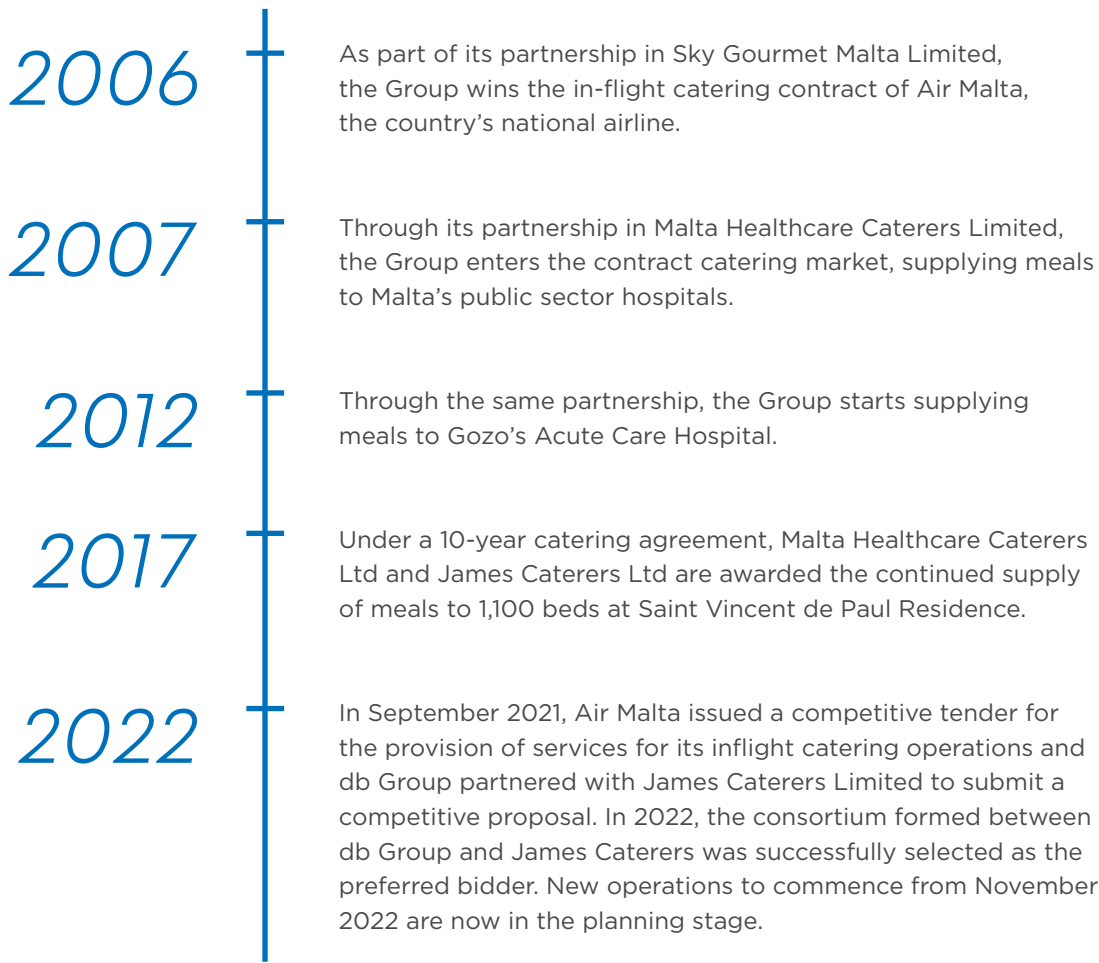 2006
As part of its partnership in Sky Gourmet Malta Limited,
the Group wins the in-flight catering contract of Air Malta,
the country's national airline.
2007
Through its partnership in Malta Healthcare Caterers Limited,
the Group enters the contract catering market, supplying meals
to Malta's public sector hospitals.
2012
Through the same partnership, the Group starts supplying
meals to Gozo's Acute Care Hospital.
2017
Under a 10-year catering agreement, Malta Healthcare Caterers
Ltd and James Caterers Ltd are awarded the continued supply
of meals to 1,100 beds at Saint Vincent de Paul Residence.
2022
In September 2021, Air Malta issued a competitive tender for
the provision of services for its inflight catering operations and
db Group partnered with James Caterers Limited to submit a
competitive proposal. In 2022, the consortium formed between
db Group and James Caterers was successfully selected as the
preferred bidder. New operations to commence from November
2022 are now in the planning stage.